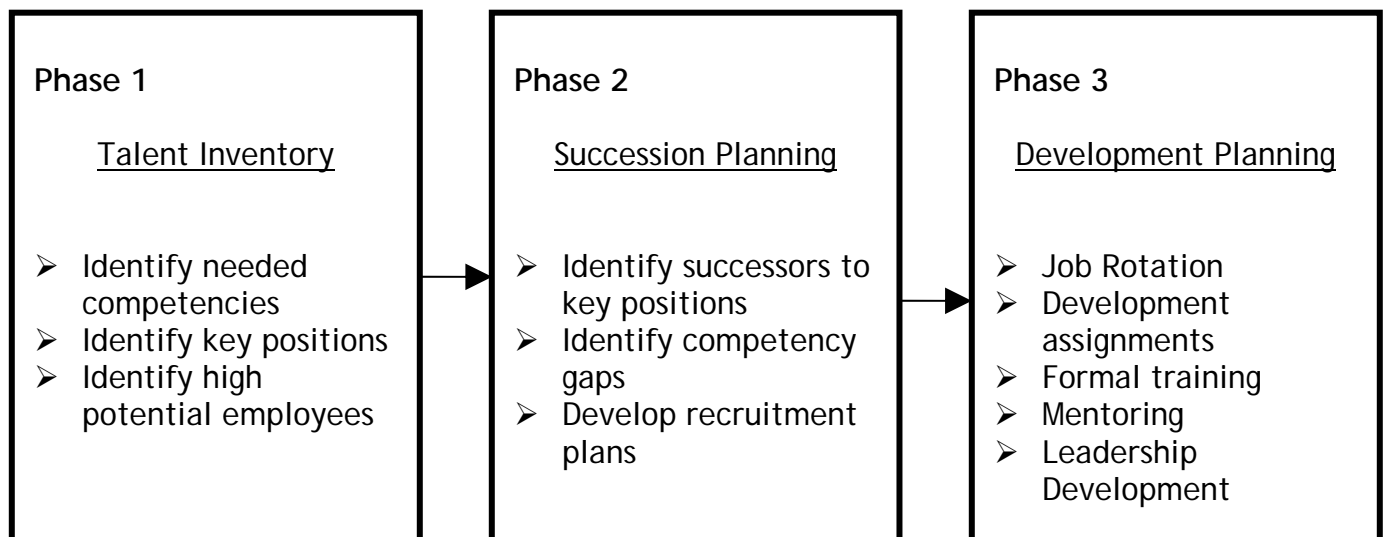 Phase 1
Talent Inventory
➢ Identify needed
competencies
➢ Identify key positions
➢ Identify high
potential employees
Phase 2
Succession Planning
➢ Identify successors to
key positions
➢ Identify competency
gaps
➢ Develop recruitment
plans
Phase 3
Development Planning
➢ Job Rotation
➢ Development
assignments
➢ Formal training
➢ Mentoring
➢ Leadership
Development